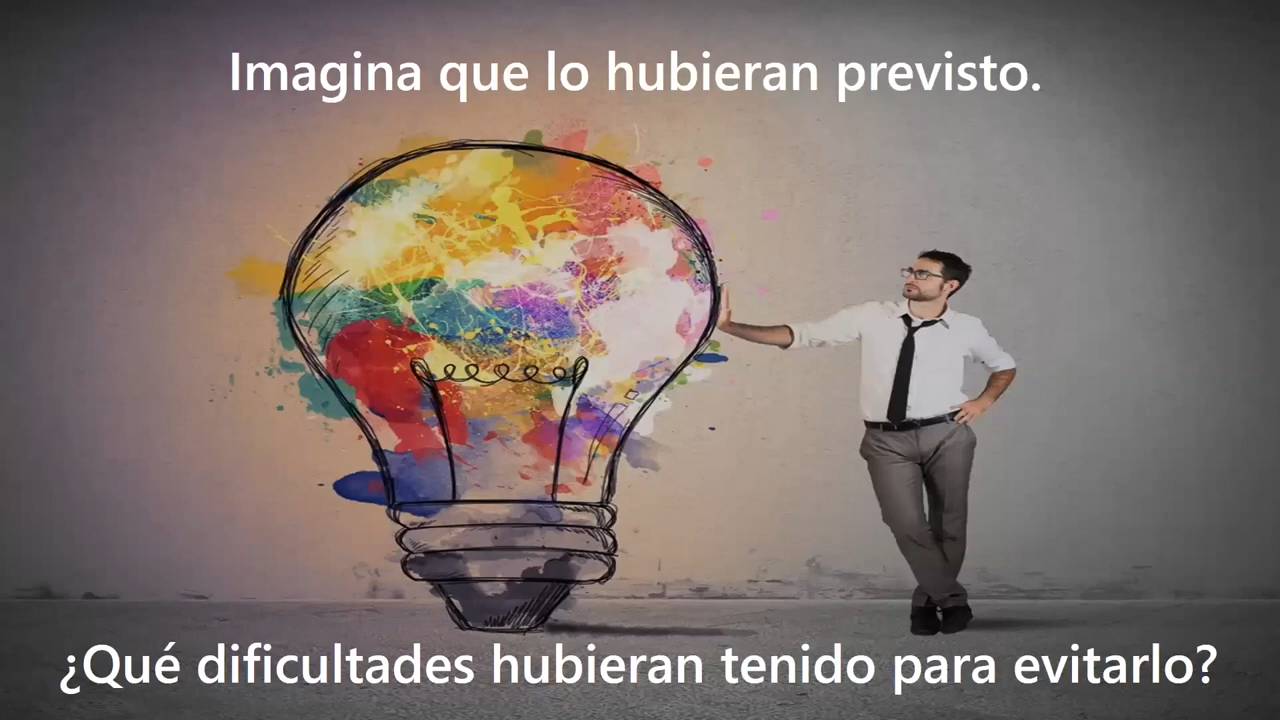 Imagina que lo hubieran previsto.
¿Qué dificultades hubieran tenido para evitarlo?